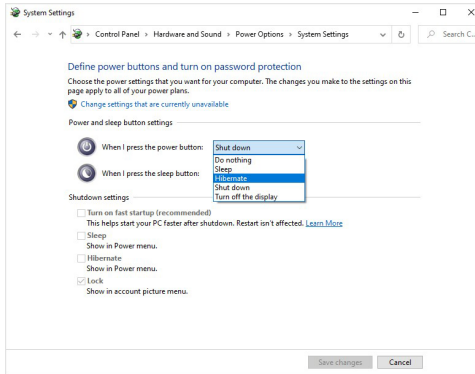 System Settings
Control Panel > Hardware and Sound > Power Options > System Settings
Search C...
Define power buttons and turn on password protection
Choose the power settings that you want for your computer. The changes you make to the settings on this
page apply to all of your power plans.
Change settings that are currently unavailable
Power and sleep button settings
When I press the power button: Shut down
Do nothing
Sleep
When I press the sleep button: Hibernate
Shut down
Turn off the display
Shutdown settings
Turn on fast startup (recommended)
This helps start your PC faster after shutdown. Restart isn't affected. Learn More
Sleep
Show in Power menu.
Hibernate
Show in Power menu.
Lock
Show in account picture menu.
Save changes Cancel